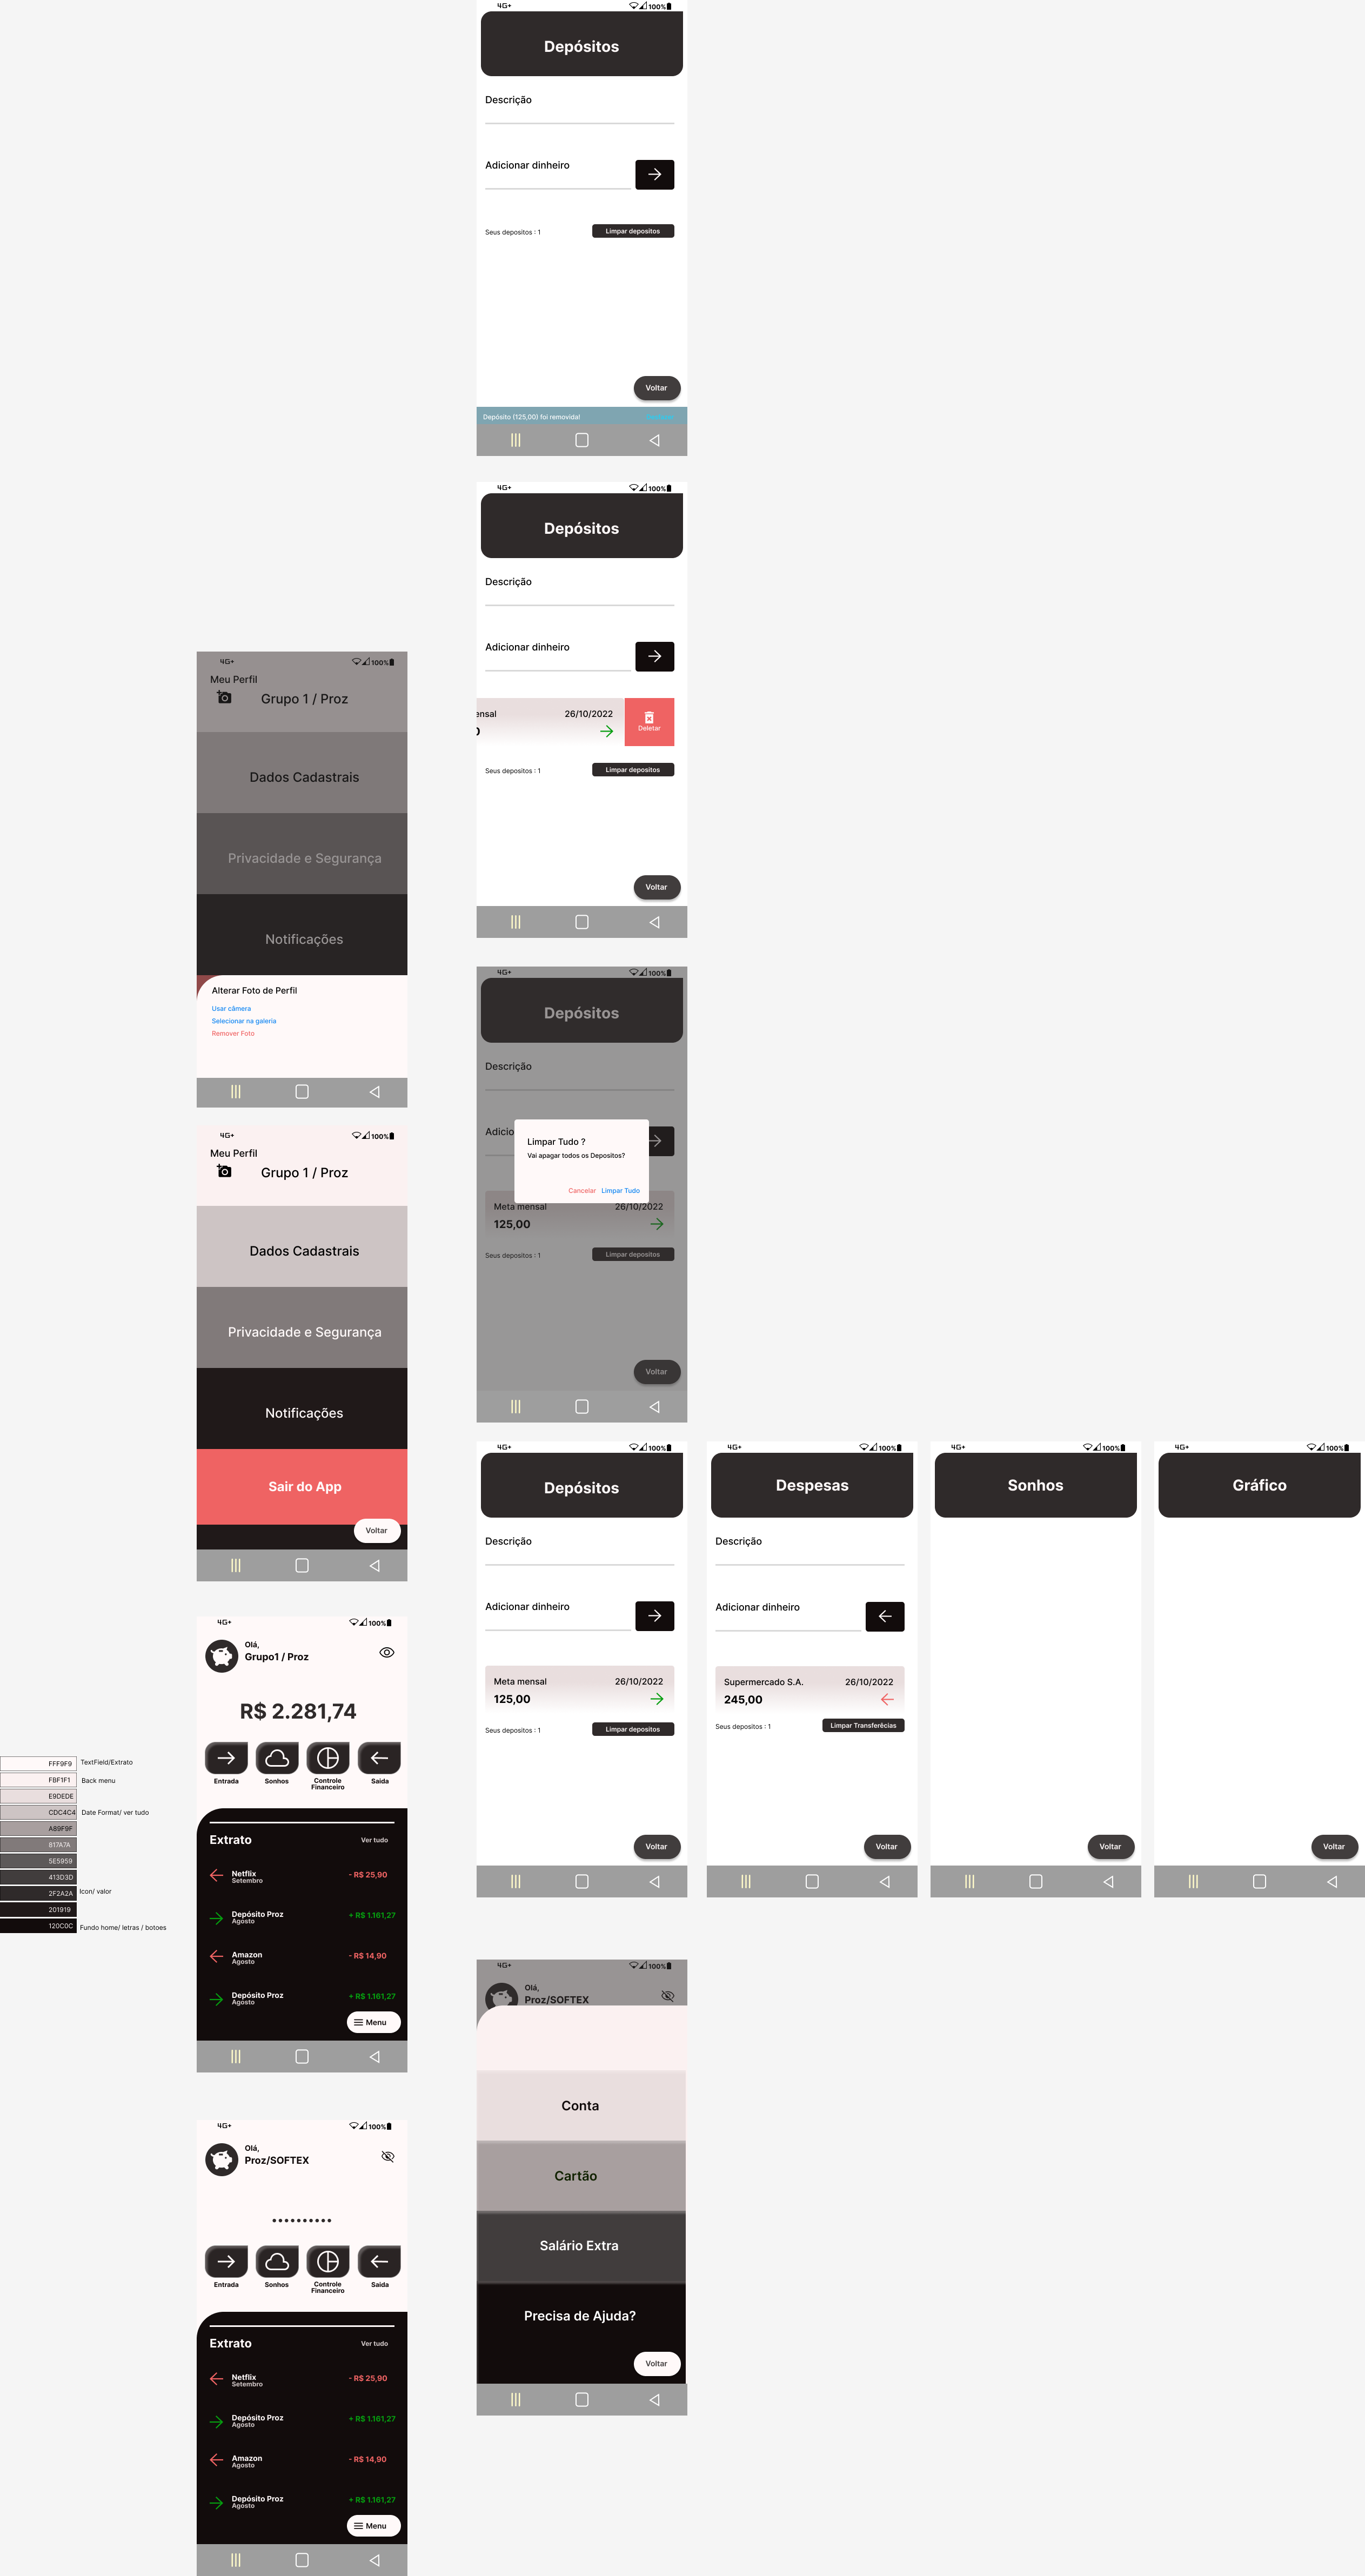 4G+ 100%
Depósitos
Descrição
Adicionar dinheiro
Seus depositos : 1 Limpar depositos
Voltar
Depósito (125,00) foi removida!
4G+ 100%
Depósitos
Descrição
Adicionar dinheiro
ensal 26/10/2022
Deletar
Seus depositos : 1 Limpar depositos
Voltar
4G+ 100%
Meu Perfil
Grupo 1 / Proz
Dados Cadastrais
Privacidade e Segurança
Notificações
Alterar Foto de Perfil
Usar câmera
Selecionar na galeria
Remover Foto
4G+ 100%
Depósitos
Descrição
Adicio
Limpar Tudo ?
Vai apagar todos os Depositos?
Cancelar Limpar Tudo
Meta mensal 26/10/2022
125,00
Seus depositos : 1 Limpar depositos
Voltar
4G+ 100%
Meu Perfil
Grupo 1 / Proz
Dados Cadastrais
Privacidade e Segurança
Notificações
Sair do App
Voltar
4G+ 100%
Depósitos
Descrição
Adicionar dinheiro
Meta mensal 26/10/2022
125,00
Seus depositos : 1 Limpar depositos
Voltar
4G+ 100%
Despesas
Descrição
Adicionar dinheiro
Supermercado S.A. 26/10/2022
245,00
Seus depositos : 1 Limpar Transferêcias
Voltar
4G+ 100%
Sonhos
Voltar
4G+ 100%
Gráfico
Voltar
FFF9F9 TextField/Extrato
FBF1F1 Back menu
E9DEDE
CDC4C4 Date Format/ ver tudo
A89F9F
817A7A
5E5959
413D3D
2F2A2A Icon/ valor
201919
120C0C Fundo home/ letras / botoes
4G+ 100%
Olá,
Grupo1 / Proz
R$ 2.281,74
Entrada Sonhos Controle Financeiro Saida
Extrato Ver tudo
Netflix - R$ 25,90
Setembro
Depósito Proz + R$ 1.161,27
Agosto
Amazon - R$ 14,90
Agosto
Depósito Proz + R$ 1.161,27
Agosto
Menu
4G+ 100%
Olá,
Proz/SOFTEX
Conta
Cartão
Salário Extra
Precisa de Ajuda?
Voltar
4G+ 100%
Olá,
Proz/SOFTEX
Entrada Sonhos Controle Financeiro Saida
Extrato Ver tudo
Netflix - R$ 25,90
Setembro
Depósito Proz + R$ 1.161,27
Agosto
Amazon - R$ 14,90
Agosto
Depósito Proz + R$ 1.161,27
Agosto
Menu